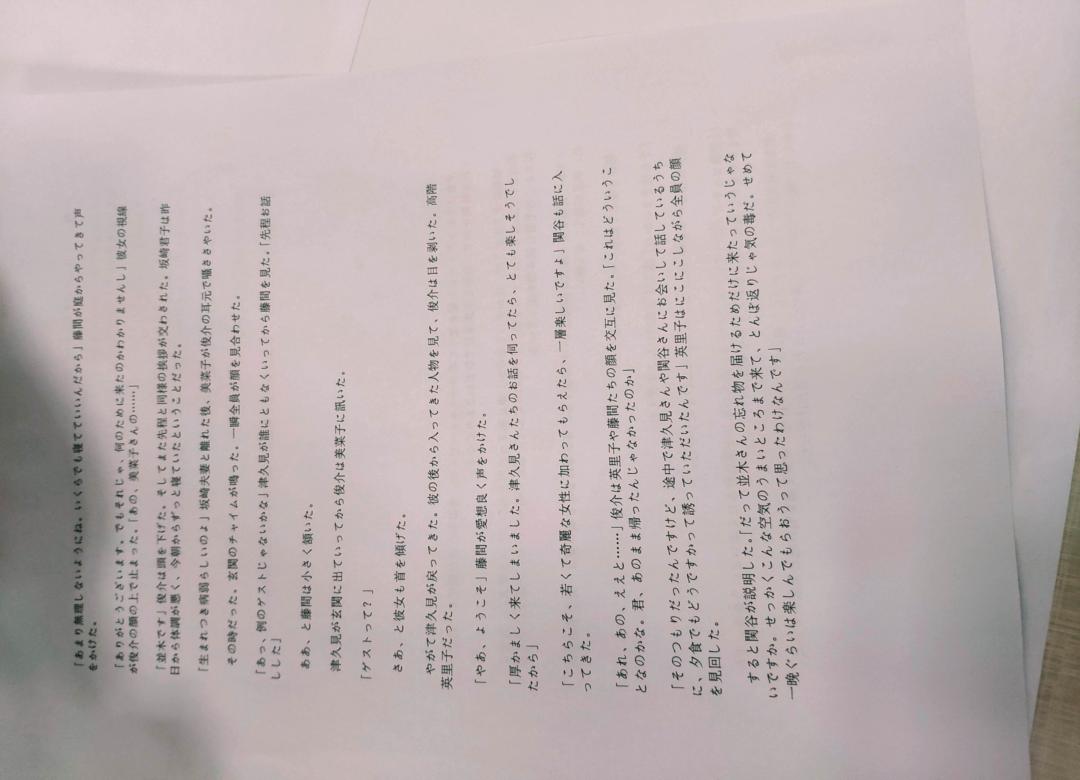 「あまり無理しないようにね。いくらでも寝てていいんだから」藤間が庭からやってきて声
をかけた。
「ありがとうございます。でもそれじゃ、何のために来たのかわかりませんし」彼女の視線
が俊介の顔の上で止まった。「あの、美菜子さんの……」
「並木です」俊介は頭を下げた。そしてまた先程と同様の挨拶が交わされた。坂崎君子は昨
日から体調が悪く、今朝からずっと寝ていたということだった。
「生まれつき病弱らしいのよ」坂崎夫妻と離れた後、美菜子が俊介の耳元で囁きささやいた。
その時だった。玄関のチャイムが鳴った。一瞬全員が顔を見合わせた。
「あっ、例のゲストじゃないかな」津久見が誰にともなくいってから藤間を見た。「先程お話
しした」
ああ、と藤間は小さく頷いた。
津久見が玄関に出ていってから俊介は美菜子に訊いた。
「ゲストって？」
さあ、と彼女も首を傾げた。
やがて津久見が戻ってきた。彼の後から入ってきた人物を見て、俊介は目を剥いた。高階
英里子だった。
「やあ、ようこそ」藤間が愛想良く声をかけた。
「厚かましく来てしまいました。津久見さんたちのお話を伺ってたら、とても楽しそうでし
たから」
「こちらこそ、若くて奇麗な女性に加わってもらえたら、一層楽しいですよ」関谷も話に入
ってきた。
「あれ、あの、ええと……」俊介は英里子や藤間たちの顔を交互に見た。「これはどういうこ
となのかな。君、あのまま帰ったんじゃなかったのか」
「そのつもりだったんですけど、途中で津久見さんや関谷さんにお会いして話しているうち
に、夕食でもどうですかって誘っていただいたんです」英里子はにこにこしながら全員の顔
を見回した。
すると関谷が説明した。「だって並木さんの忘れ物を届けるためだけに来たっていうじゃな
いですか。せっかくこんな空気のうまいところまで来て、とんぼ返りじゃ気の毒だ。せめて
一晩ぐらいは楽しんでもらおうって思ったわけなんです」